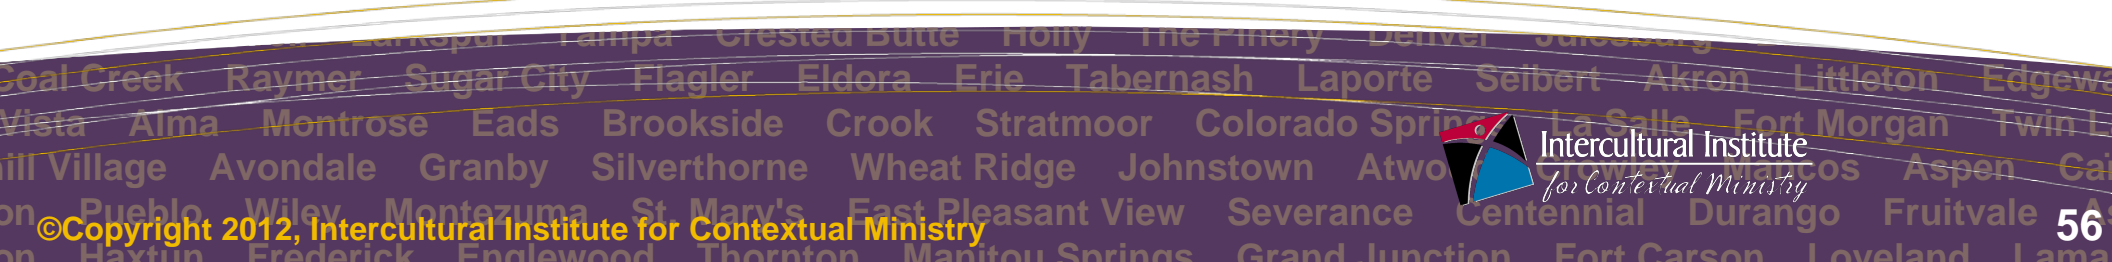 Larkspur Tampa Crested Butte Holly The Pinery Denver Julesburg
Coal Creek Raymer Sugar City Flagler Eldora Erie Tabernash Laporte Seibert Akron Littleton
Vista Alma Montrose Eads Brookside Crook Stratmoor Colorado Springs La Salle Fort Morgan Twin
Village Avondale Granby Silverthorne Wheat Ridge Johnstown Crowley Mancos Aspen
Intercultural Institute
for Contextual Ministry
Pueblo Wiley Montezuma St. Mary's East Pleasant View Severance Centennial Durango Fruitvale
©Copyright 2012, Intercultural Institute for Contextual Ministry
56
Haxtun Frederick Englewood Thornton Manitou Springs Grand Junction Fort Carson Loveland